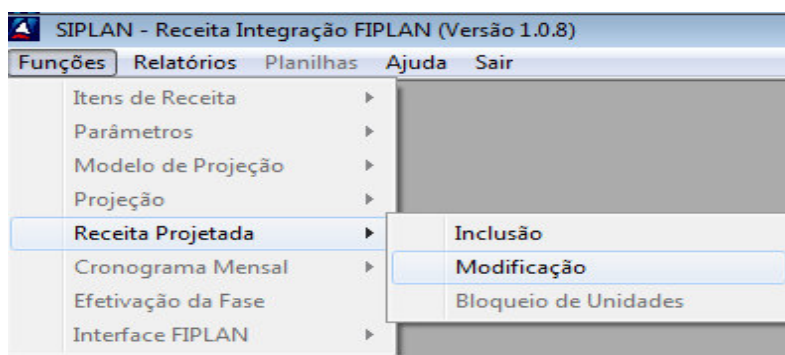 SIPLAN - Receita Integração FIPLAN (Versão 1.0.8)
Funções Relatórios Planilhas Ajuda Sair
Itens de Receita
Parâmetros
Modelo de Projeção
Projeção
Receita Projetada Inclusão
Cronograma Mensal Modificação
Efetivação da Fase Bloqueio de Unidades
Interface FIPLAN